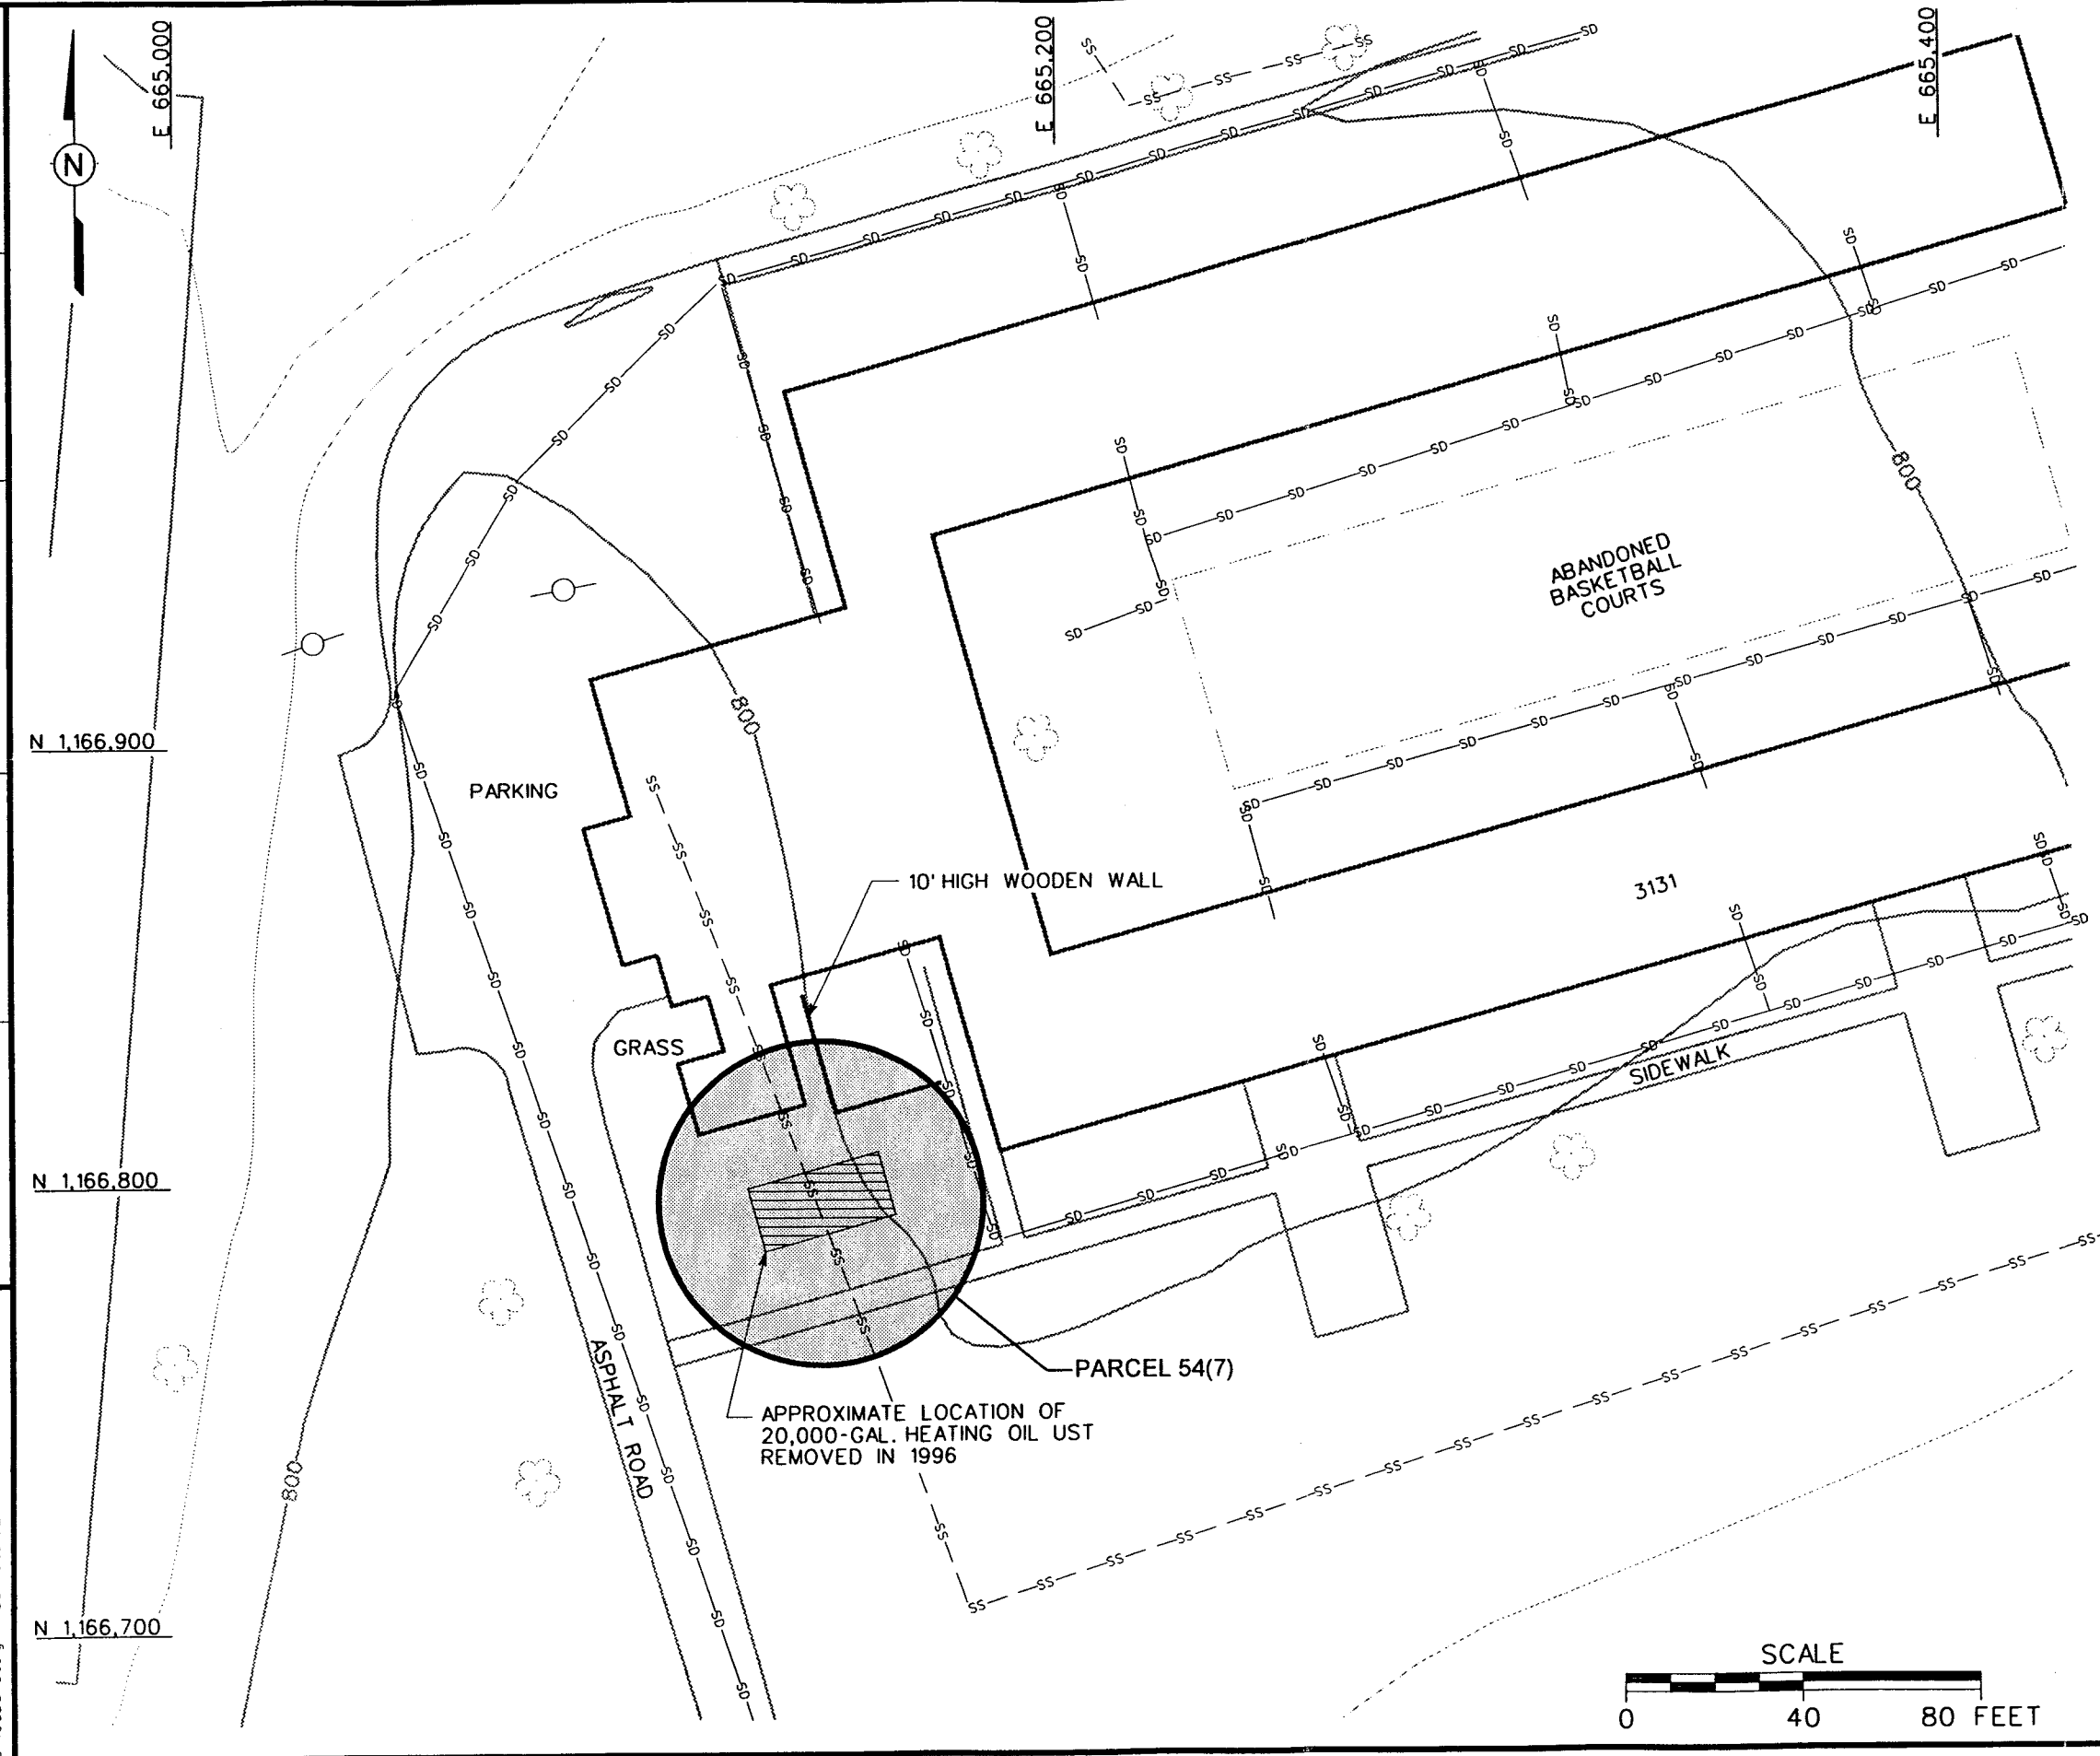 E 665,000
E 665,200
E 665,400
N
ABANDONED
BASKETBALL
COURTS
800
800
N 1,166,900
PARKING
10' HIGH WOODEN WALL
3131
GRASS
SIDEWALK
N 1,166,800
PARCEL 54(7)
ASPHALT ROAD
APPROXIMATE LOCATION OF
20,000-GAL. HEATING OIL UST
REMOVED IN 1996
800
N 1,166,700
SCALE
0 40 80 FEET
SD
SS